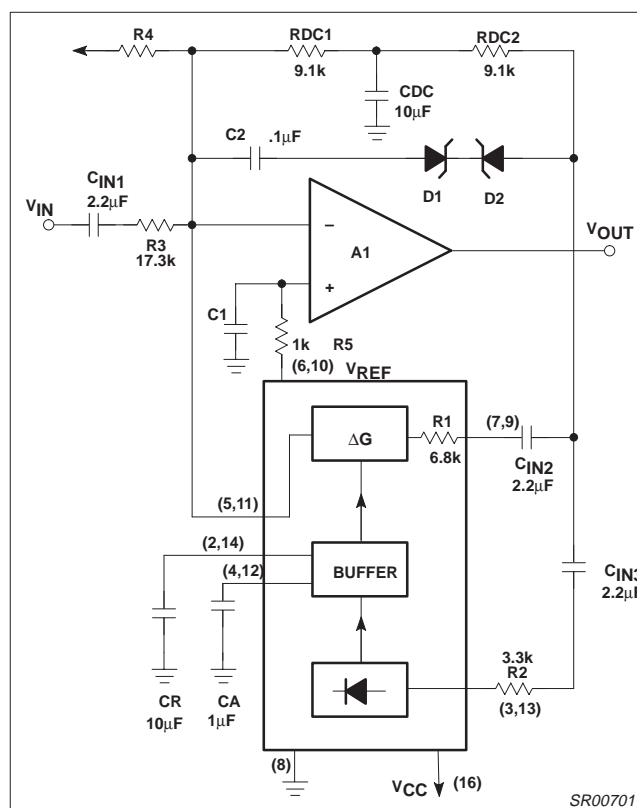 R4
RDC1
RDC2
9.1k
9.1k
CDC
10µF
C2
.1µF
D1
D2
CIN1
2.2µF
VIN
R3
17.3k
−
A1
+
VOUT
C1
1k
R5
(6,10)
VREF
ΔG
R1
6.8k
(7,9)
CIN2
2.2µF
(5,11)
(2,14)
(4,12)
BUFFER
CIN3
2.2µF
3.3k
R2
(3,13)
CR
10µF
CA
1µF
(8)
VCC
(16)
SR00701